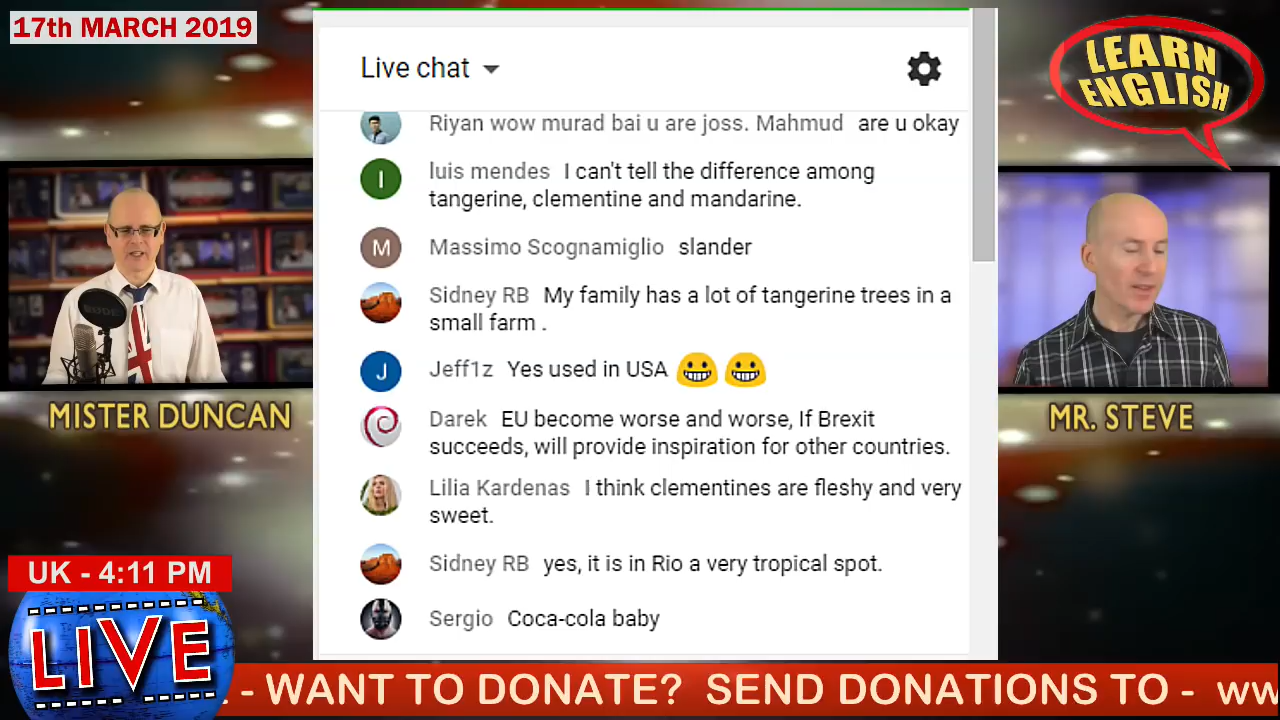 17th MARCH 2019
LEARN
ENGLISH
Live chat
Riyan wow murad bai u are joss. Mahmud are u okay
l luis mendes I can't tell the difference among
tangerine, clementine and mandarine.
M Massimo Scognamiglio slander
Sidney RB My family has a lot of tangerine trees in a
small farm .
J Jeff1z Yes used in USA 😬 😬
Darek EU become worse and worse, If Brexit
succeeds, will provide inspiration for other countries.
Lilia Kardenas I think clementines are fleshy and very
sweet.
Sidney RB yes, it is in Rio a very tropical spot.
Sergio Coca-cola baby
MISTER DUNCAN
MR. STEVE
UK - 4:11 PM
LIVE
- WANT TO DONATE? SEND DONATIONS TO - ww